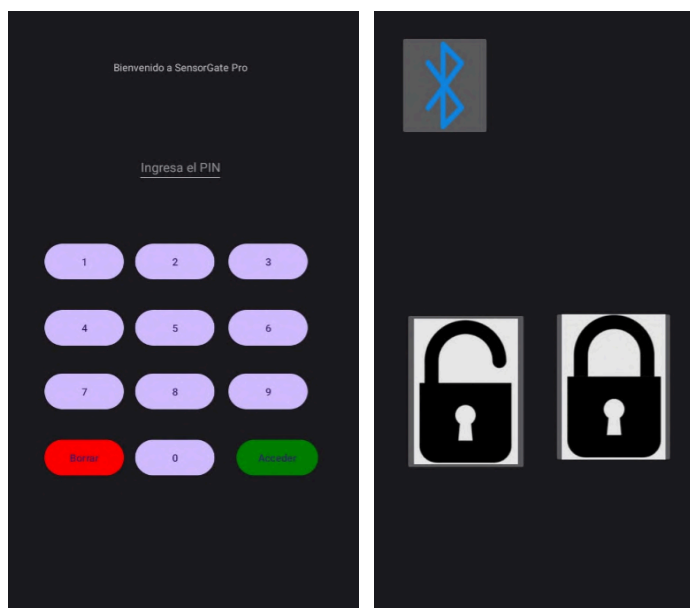 Bienvenido a SensorGate Pro
Ingresa el PIN
1 2 3
4 5 6
7 8 9
Borrar 0 Acceder